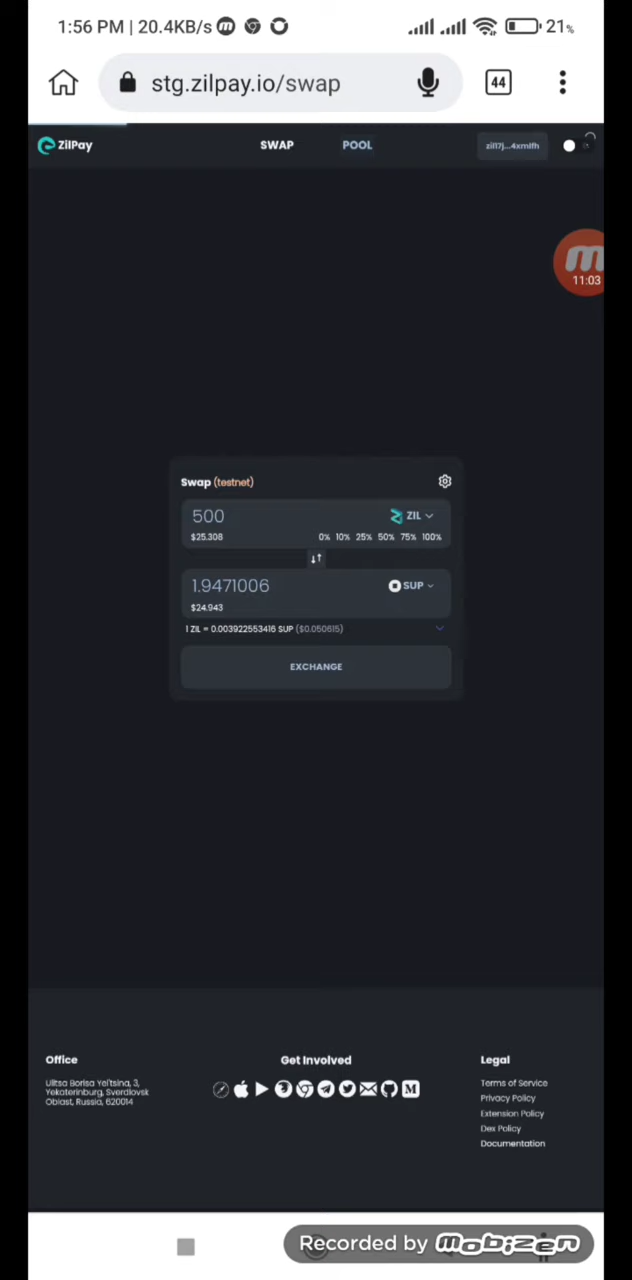 1:56 PM | 20.4KB/s
21%
stg.zilpay.io/swap
44
ZilPay
SWAP
POOL
zil17j...4xmlfh
11:03
Swap (testnet)
500
ZIL
$25.308
0% 10% 25% 50% 75% 100%
1.9471006
SUP
$24.943
1 ZIL = 0.003922553416 SUP ($0.050615)
EXCHANGE
Office
Ulitsa Borisa Yel'tsina, 3,
Yekaterinburg, Sverdlovsk
Oblast, Russia, 620014
Get Involved
Legal
Terms of Service
Privacy Policy
Extension Policy
Dex Policy
Documentation
Recorded by mobizen